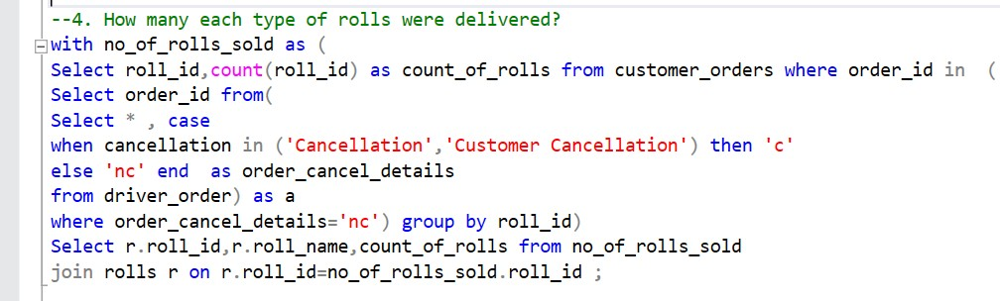 --4. How many each type of rolls were delivered?
with no_of_rolls_sold as (
Select roll_id,count(roll_id) as count_of_rolls from customer_orders where order_id in  (
Select order_id from(
Select * , case
when cancellation in ('Cancellation','Customer Cancellation') then 'c'
else 'nc' end  as order_cancel_details
from driver_order) as a
where order_cancel_details='nc') group by roll_id)
Select r.roll_id,r.roll_name,count_of_rolls from no_of_rolls_sold
join rolls r on r.roll_id=no_of_rolls_sold.roll_id ;